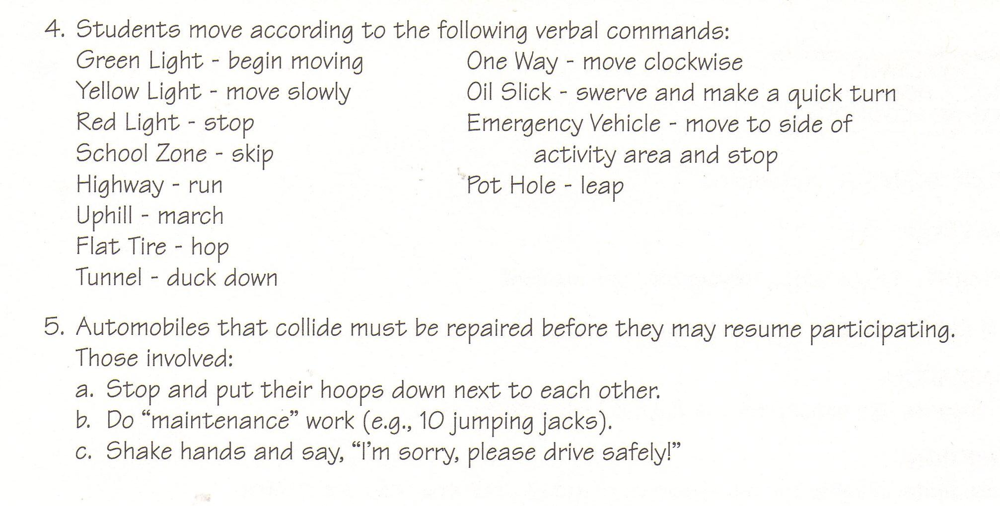 4. Students move according to the following verbal commands:
Green Light - begin moving
Yellow Light - move slowly
Red Light - stop
School Zone - skip
Highway - run
Uphill - march
Flat Tire - hop
Tunnel - duck down
One Way - move clockwise
Oil Slick - swerve and make a quick turn
Emergency Vehicle - move to side of
activity area and stop
Pot Hole - leap
5. Automobiles that collide must be repaired before they may resume participating.
Those involved:
a. Stop and put their hoops down next to each other.
b. Do “maintenance” work (e.g., 10 jumping jacks).
c. Shake hands and say, “I’m sorry, please drive safely!”